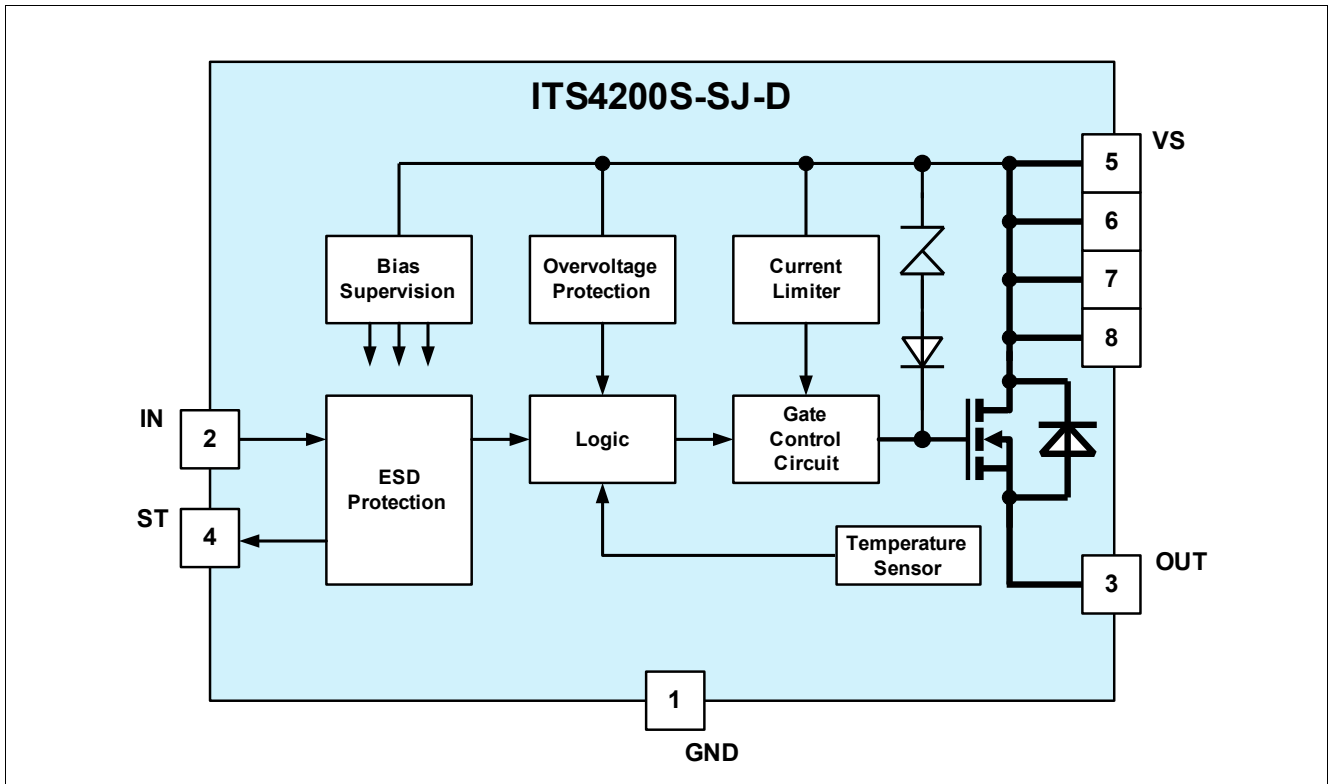 ITS4200S-SJ-D
VS
5
6
7
8
Bias
Supervision
Overvoltage
Protection
Current
Limiter
IN
2
ST
4
ESD
Protection
Logic
Gate
Control
Circuit
Temperature
Sensor
3
OUT
1
GND